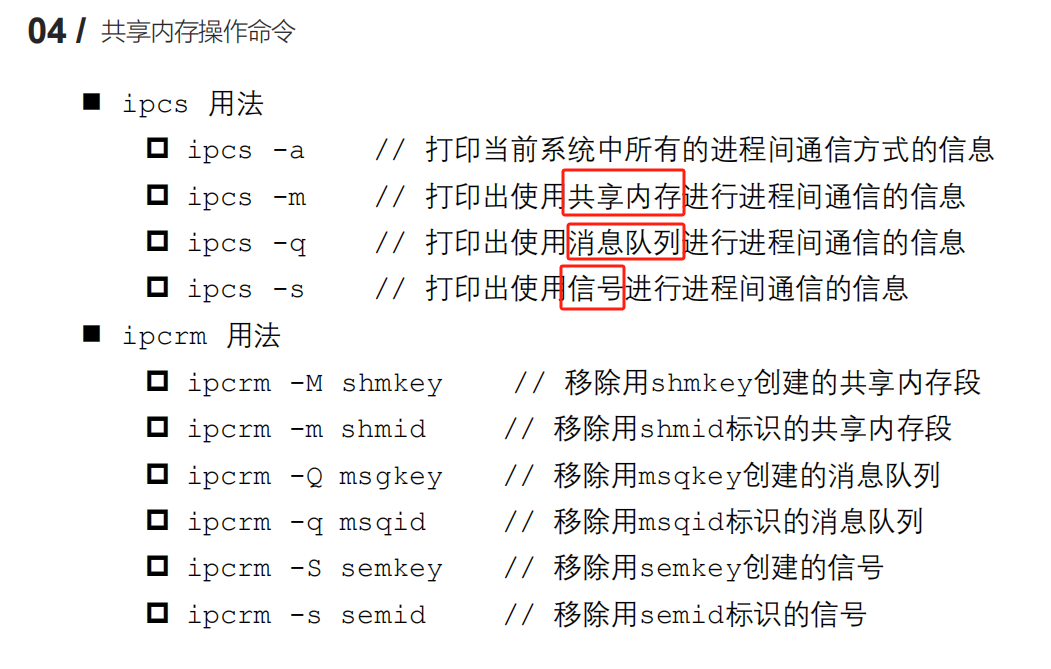 04 / 共享内存操作命令
ipcs 用法
ipcs -a // 打印当前系统中所有的进程间通信方式的信息
ipcs -m // 打印出使用共享内存进行进程间通信的信息
ipcs -q // 打印出使用消息队列进行进程间通信的信息
ipcs -s // 打印出使用信号进行进程间通信的信息
ipcrm 用法
ipcrm -M shmkey // 移除用shmkey创建的共享内存段
ipcrm -m shmid // 移除用shmid标识的共享内存段
ipcrm -Q msgkey // 移除用msqkey创建的消息队列
ipcrm -q msqid // 移除用msqid标识的消息队列
ipcrm -S semkey // 移除用semkey创建的信号
ipcrm -s semid // 移除用semid标识的信号